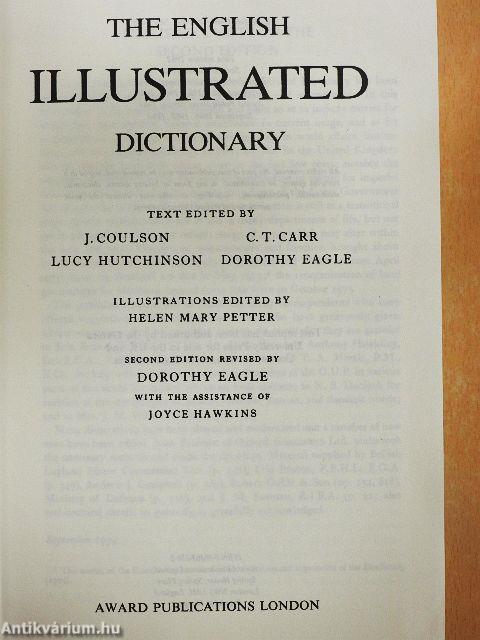 THE ENGLISH
ILLUSTRATED
DICTIONARY
TEXT EDITED BY
J. COULSON C. T. CARR
LUCY HUTCHINSON DOROTHY EAGLE
ILLUSTRATIONS EDITED BY
HELEN MARY PETTER
SECOND EDITION REVISED BY
DOROTHY EAGLE
WITH THE ASSISTANCE OF
JOYCE HAWKINS
AWARD PUBLICATIONS LONDON
Antikvárium.hu